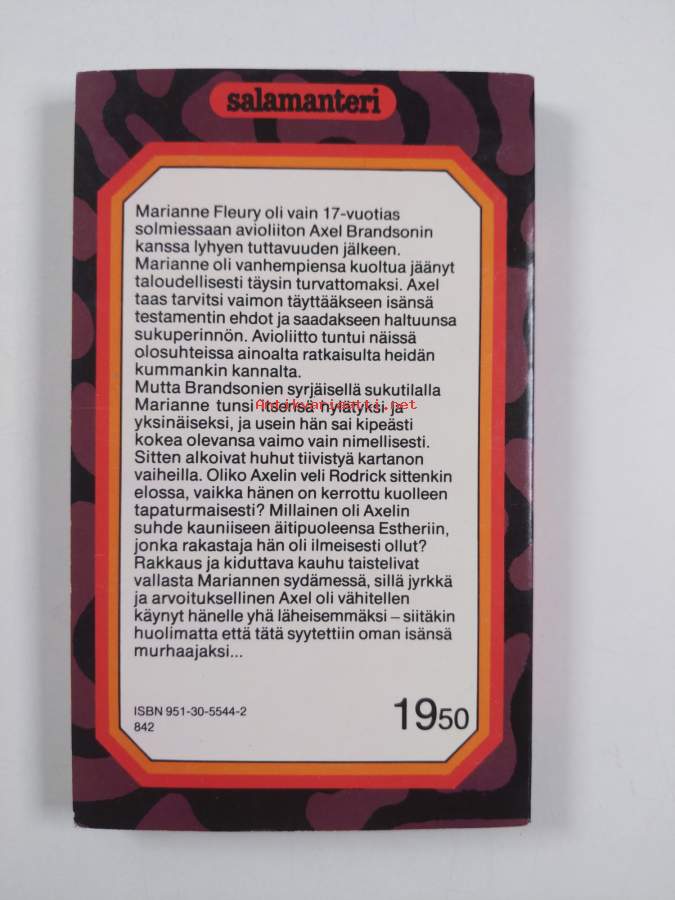 salamanteri
Marianne Fleury oli vain 17-vuotias
solmiessaan avioliiton Axel Brandsonin
kanssa lyhyen tuttavuuden jälkeen.
Marianne oli vanhempiensa kuoltua jäänyt
taloudellisesti täysin turvattomaksi. Axel
taas tarvitsi vaimon täyttääkseen isänsä
testamentin ehdot ja saadakseen haltuunsa
sukuperinnön. Avioliitto tuntui näissä
olosuhteissa ainoalta ratkaisulta heidän
kummankin kannalta.
Mutta Brandsonien syrjäisellä sukutilalla
Marianne tunsi itsensä hylätyksi ja
Antikvariaatti.net
yksinäiseksi, ja usein hän sai kipeästi
kokea olevansa vaimo vain nimellisesti.
Sitten alkoivat huhut tiivistyä kartanon
vaiheilla. Oliko Axelin veli Rodrick sittenkin
elossa, vaikka hänen on kerrottu kuolleen
tapaturmaisesti? Millainen oli Axelin
suhde kauniiseen äitipuoleensa Estheriin,
jonka rakastaja hän oli ilmeisesti ollut?
Rakkaus ja kiduttava kauhu taistelivat
vallasta Mariannen sydämessä, sillä jyrkkä
ja arvoituksellinen Axel oli vähitellen
käynyt hänelle yhä läheisemmäksi – siitäkin
huolimatta että tätä syytettiin oman isänsä
murhaajaksi...
ISBN 951-30-5544-2
842
1950